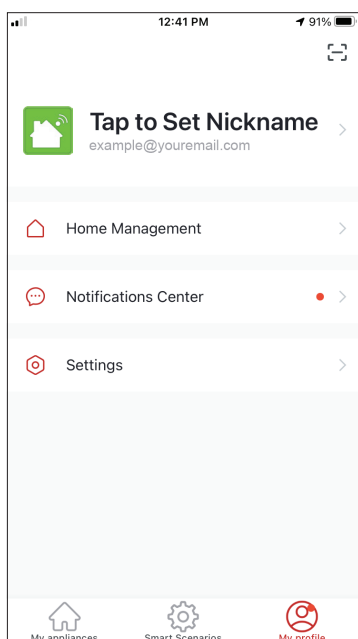 12:41 PM
91%
Tap to Set Nickname
example@youremail.com
Home Management
Notifications Center
Settings
My appliances
Smart Scenarios
My profile